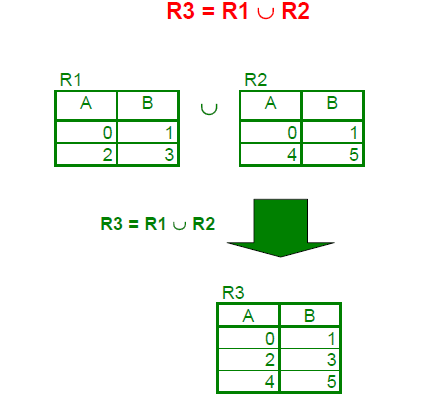 R3 = R1 ∪ R2
R1 R2
A B ∪ A B
0 1 0 1
2 3 4 5
R3 = R1 ∪ R2
R3
A B
0 1
2 3
4 5